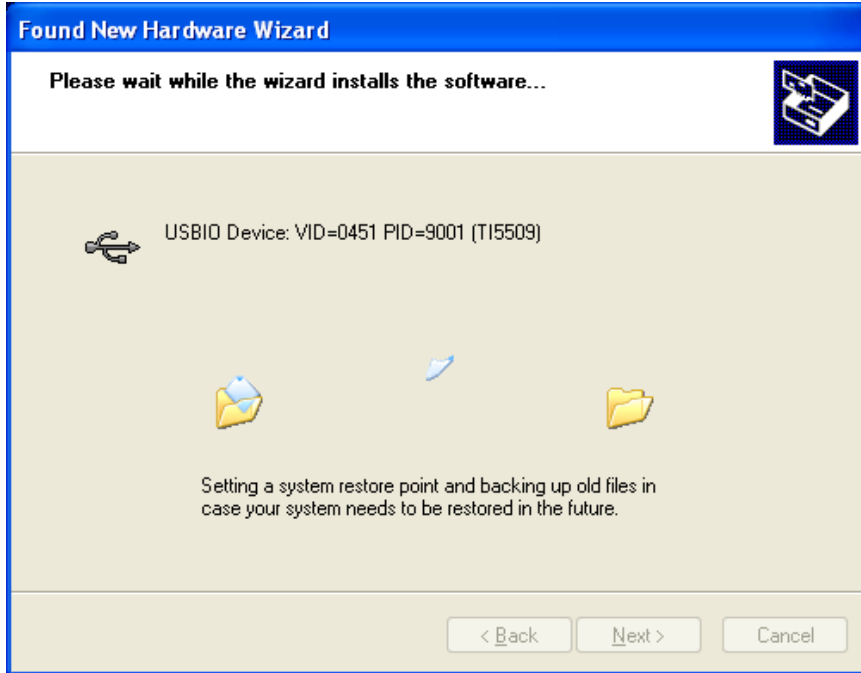 Found New Hardware Wizard
Please wait while the wizard installs the software...
USBIO Device: VID=0451 PID=9001 (TI5509)
Setting a system restore point and backing up old files in
case your system needs to be restored in the future.
< Back
Next >
Cancel